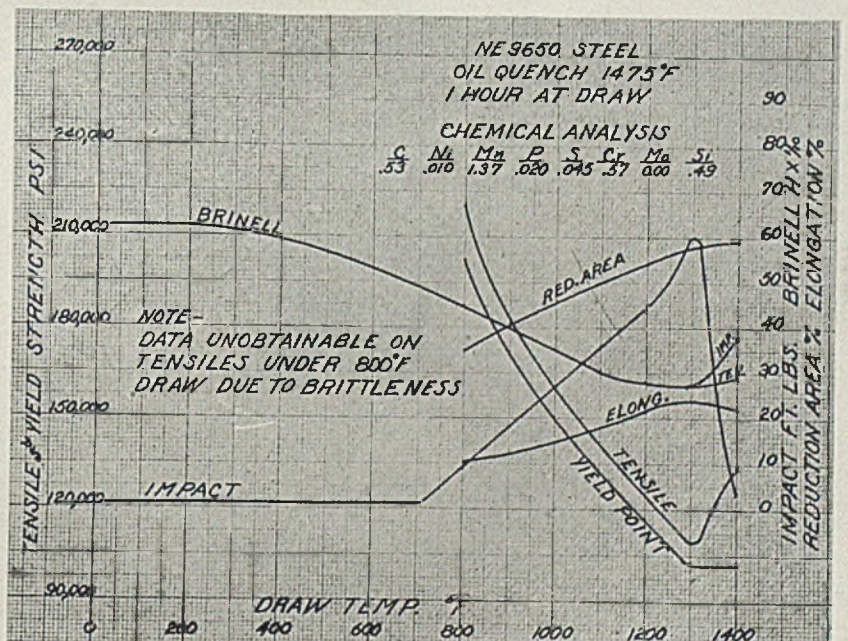 NE 9650 STEEL
OIL QUENCH 1475°F
1 HOUR AT DRAW
CHEMICAL ANALYSIS
C Ni Mn P S Cr Mo Si
.53 .010 1.37 .020 .045 .57 0.00 .49
270,000
240,000
210,000
180,000
150,000
120,000
90,000
TENSILE & YIELD STRENGTH PSI
BRINELL
NOTE-
DATA UNOBTAINABLE ON
TENSILES UNDER 800°F
DRAW DUE TO BRITTLENESS
IMPACT
RED. AREA
IMP.
ELONG.
TENSILE
YIELD POINT
90
80
70
60
50
40
30
20
10
0
IMPACT FT. LBS. BRINELL H x %
REDUCTION AREA % ELONGATION %
DRAW TEMP. °F
0 200 400 600 800 1000 1200 1400